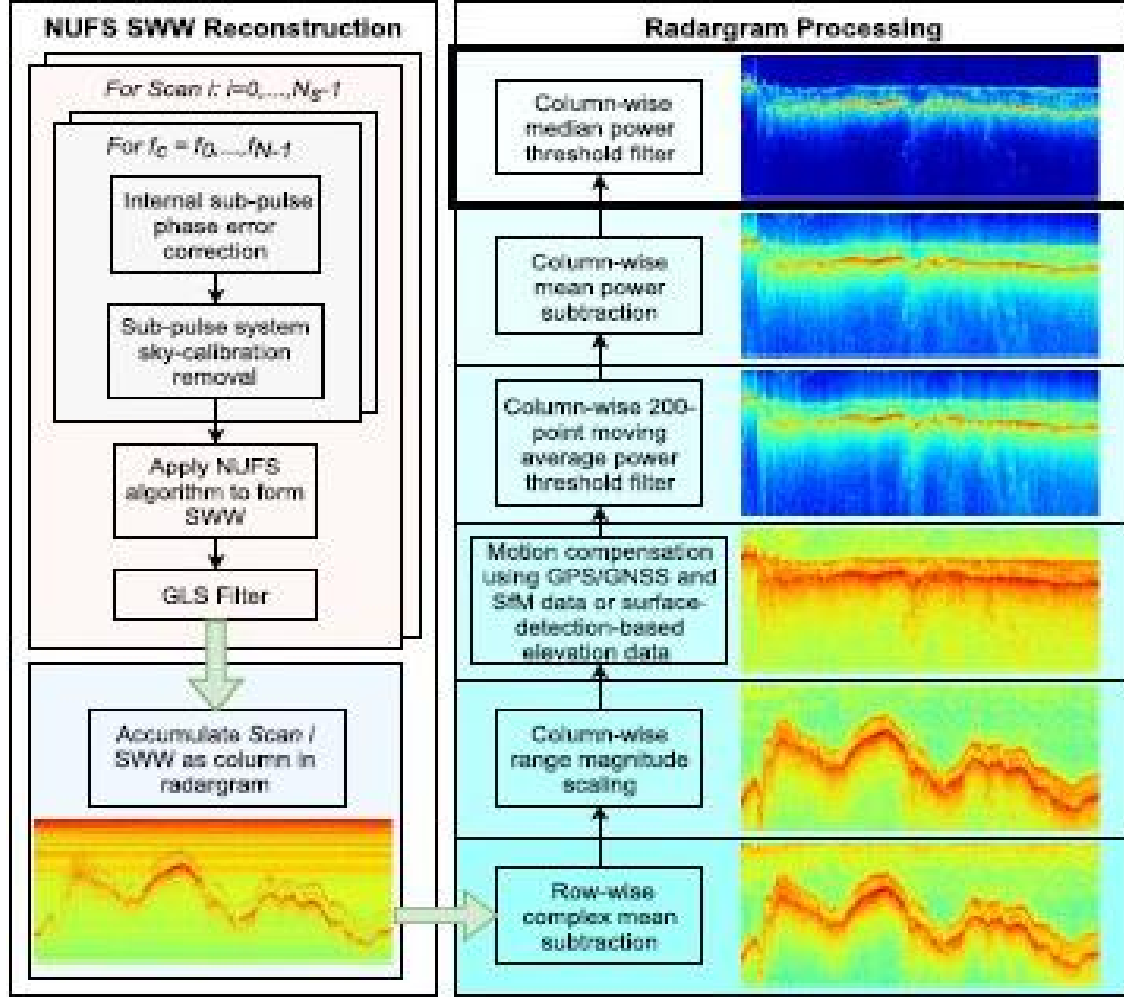 NUFS SWW Reconstruction
For Scan i: i=0,...,Ns-1
For fc = f0,...,fN-1
Internal sub-pulse
phase error
correction
Sub-pulse system
sky-calibration
removal
Apply NUFS
algorithm to form
SWW
GLS Filter
Accumulate Scan i
SWW as column in
radargram
Radargram Processing
Column-wise
median power
threshold filter
Column-wise
mean power
subtraction
Column-wise 200-
point moving
average power
threshold filter
Motion compensation
using GPS/GNSS and
SfM data or surface-
detection-based
elevation data
Column-wise
range magnitude
scaling
Row-wise
complex mean
subtraction